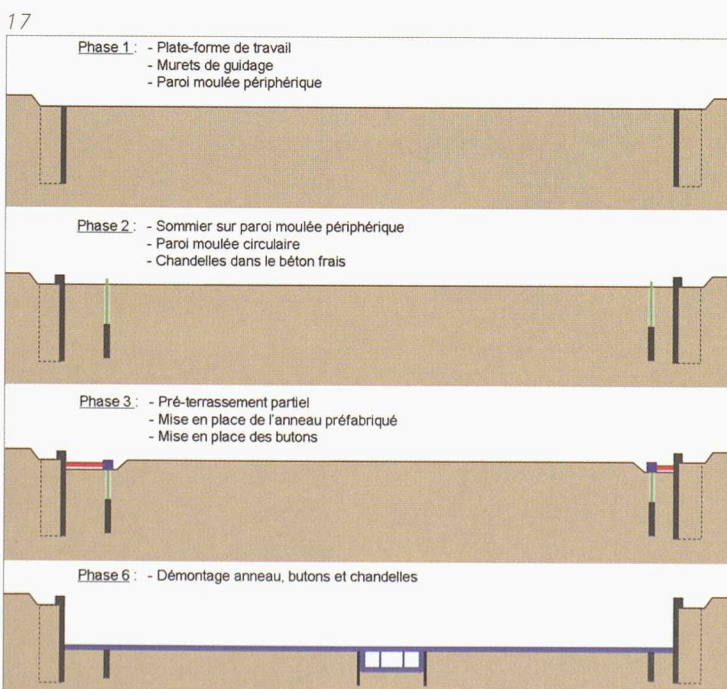 17
Phase 1 : - Plate-forme de travail
- Murets de guidage
- Paroi moulée périphérique
Phase 2 : - Sommier sur paroi moulée périphérique
- Paroi moulée circulaire
- Chandelles dans le béton frais
Phase 3 : - Pré-terrassement partiel
- Mise en place de l'anneau préfabriqué
- Mise en place des butons
Phase 6 : - Démontage anneau, butons et chandelles